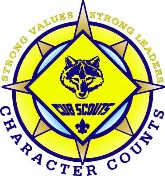 STRONG VALUES STRONG LEADERS
CUB SCOUTS
CHARACTER COUNTS